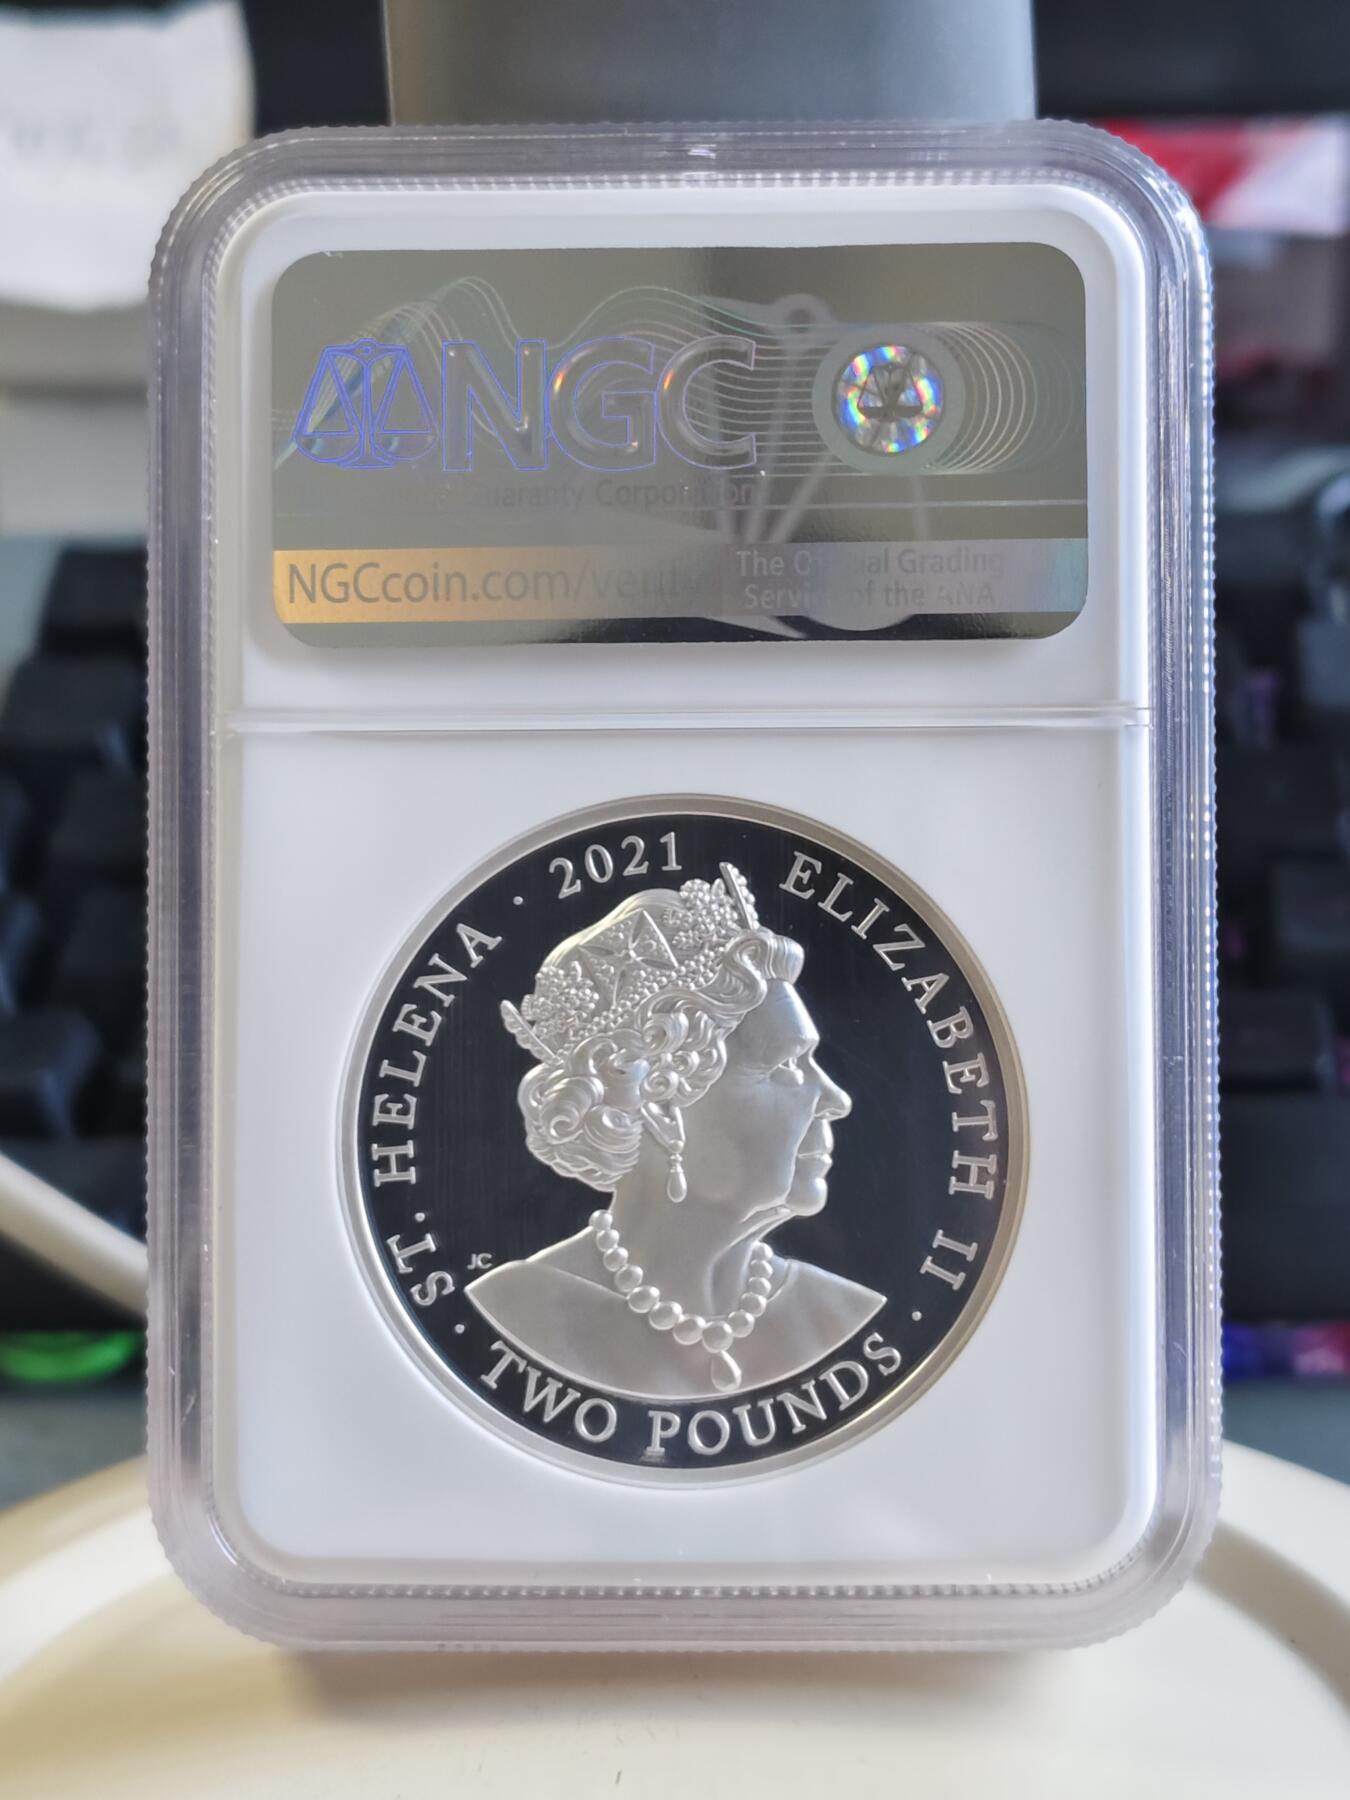 NGC
Guaranty Corporation
NGCcoin.com/verify
The Official Grading
Service of the ANA
ST. HELENA · 2021 ELIZABETH II ·
· TWO POUNDS
JC